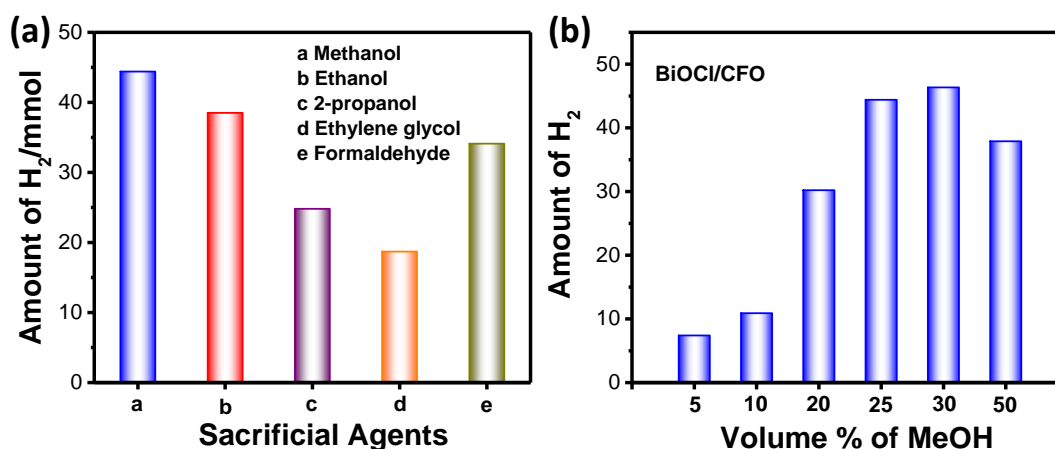 (a)
50
40
30
20
10
0
Amount of H2/mmol
a Methanol
b Ethanol
c 2-propanol
d Ethylene glycol
e Formaldehyde
a b c d e
Sacrificial Agents
(b)
50
40
30
20
10
0
Amount of H2
BiOCl/CFO
5 10 20 25 30 50
Volume % of MeOH